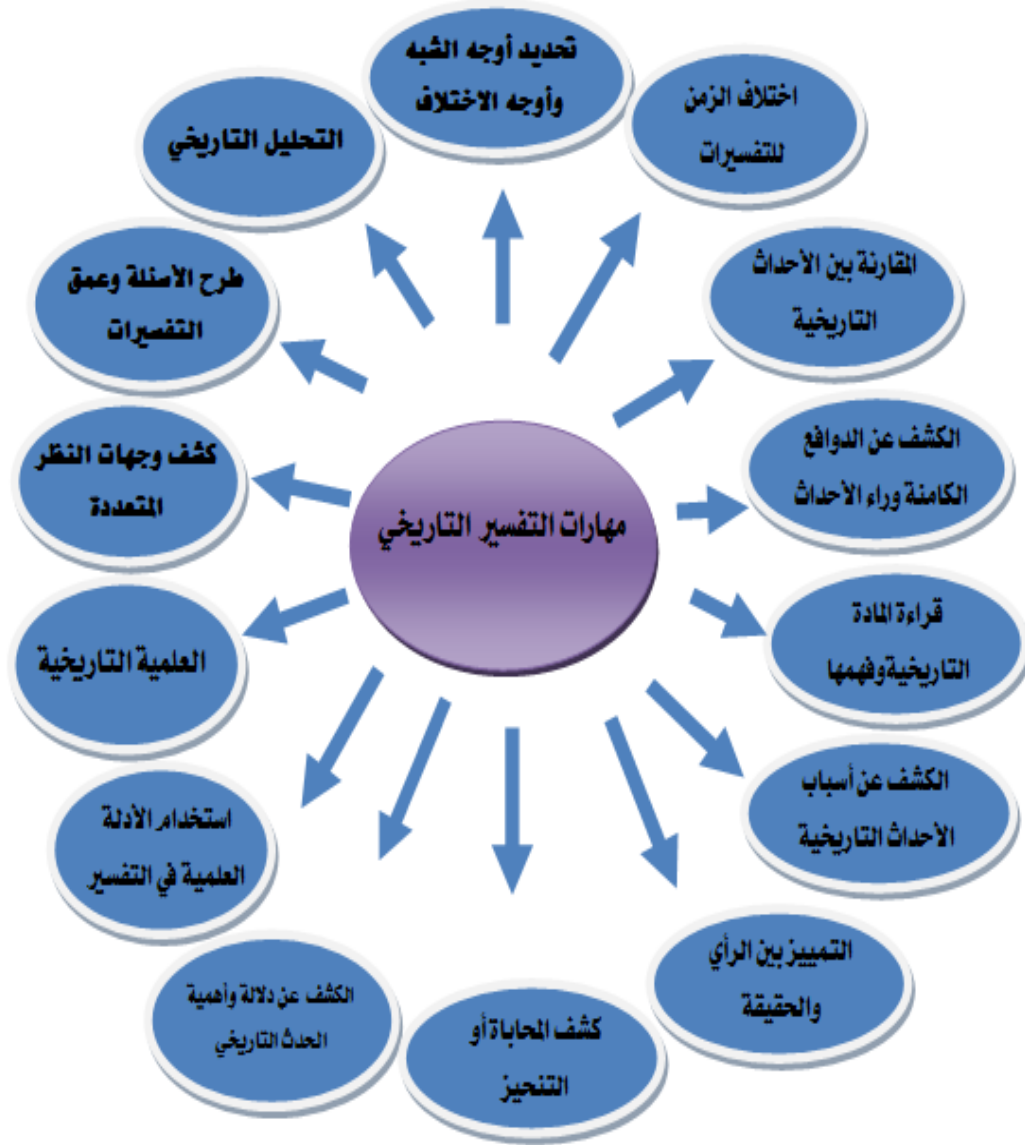 تحديد أوجه الشبه
وأوجه الاختلاف
اختلاف الزمن
للتفسيرات
المقارنة بين الأحداث
التاريخية
الكشف عن الدوافع
الكامنة وراء الأحداث
قراءة المادة
التاريخية وفهمها
الكشف عن أسباب
الأحداث التاريخية
التمييز بين الرأي
والحقيقة
كشف المحاباة أو
التنحيز
الكشف عن دلالة وأهمية
الحدث التاريخي
استخدام الأدلة
العلمية في التفسير
العلمية التاريخية
كشف وجهات النظر
المتعددة
طرح الأسئلة وعمق
التفسيرات
التحليل التاريخي
مهارات التفسير التاريخي